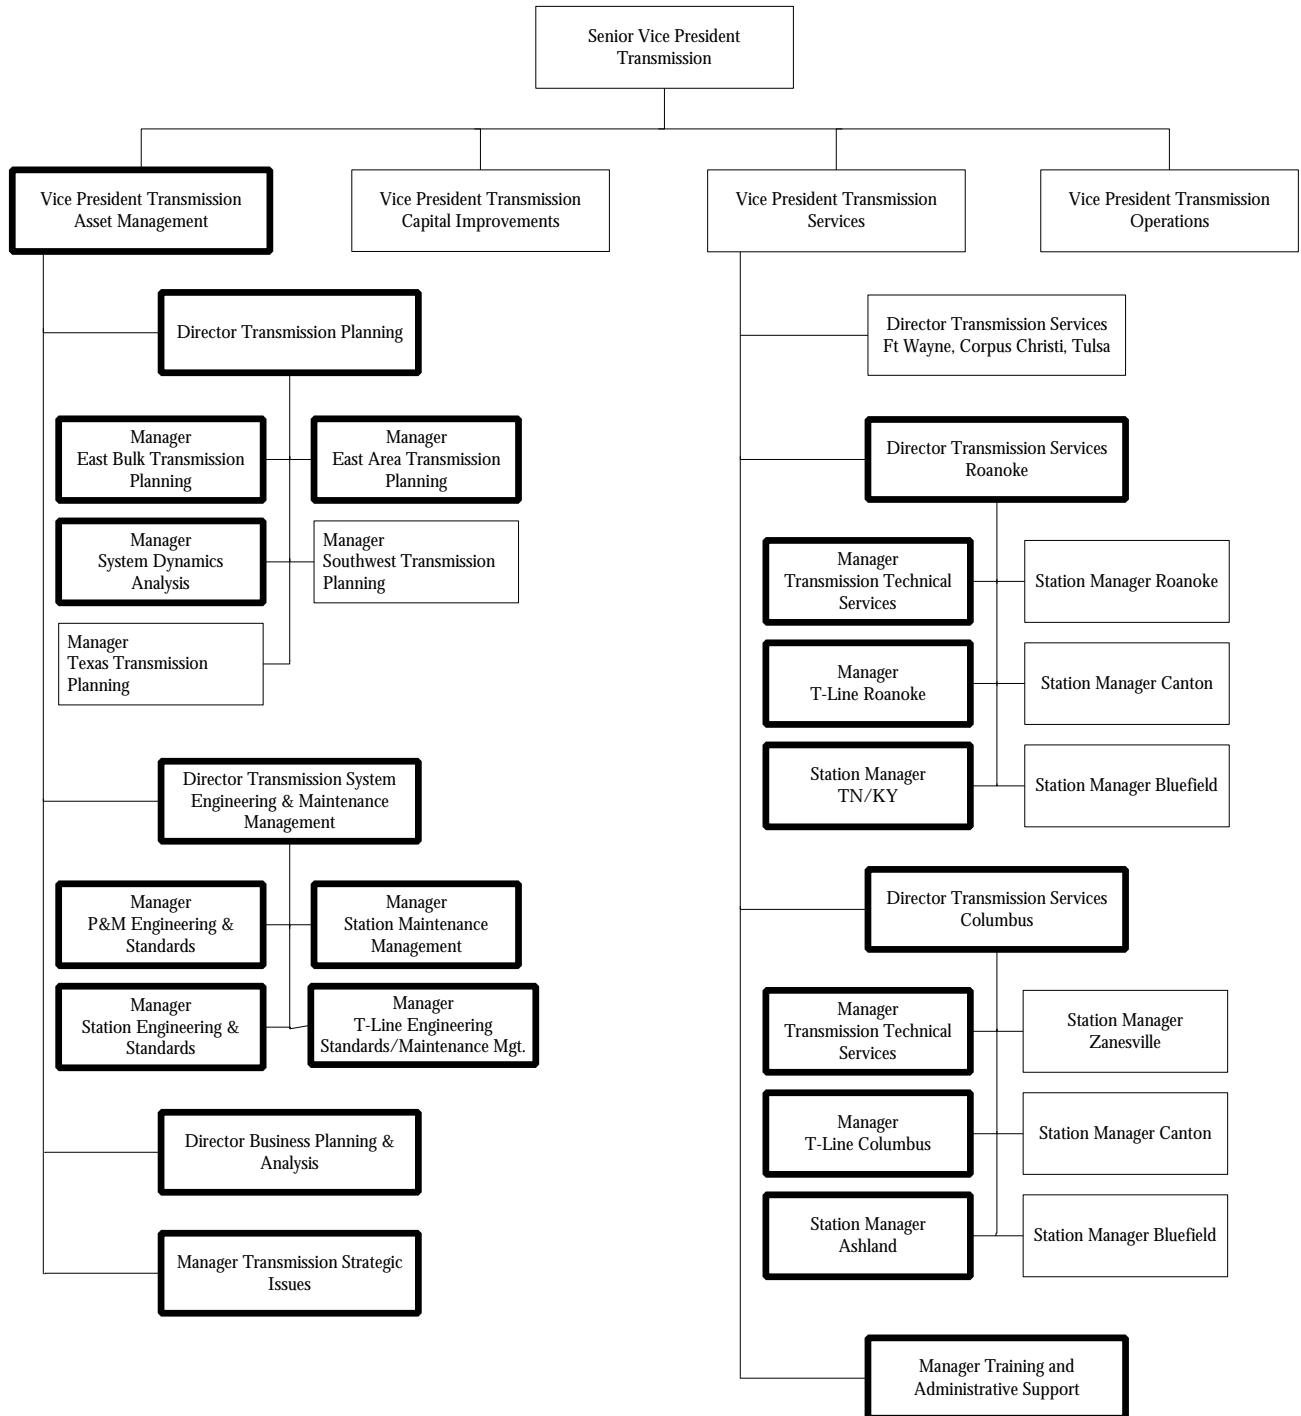 Senior Vice President
Transmission
Vice President Transmission
Asset Management
Vice President Transmission
Capital Improvements
Vice President Transmission
Services
Vice President Transmission
Operations
Director Transmission Planning
Manager
East Bulk Transmission
Planning
Manager
East Area Transmission
Planning
Manager
System Dynamics
Analysis
Manager
Southwest Transmission
Planning
Manager
Texas Transmission
Planning
Director Transmission System
Engineering & Maintenance
Management
Manager
P&M Engineering &
Standards
Manager
Station Maintenance
Management
Manager
Station Engineering &
Standards
Manager
T-Line Engineering
Standards/Maintenance Mgt.
Director Business Planning &
Analysis
Manager Transmission Strategic
Issues
Director Transmission Services
Ft Wayne, Corpus Christi, Tulsa
Director Transmission Services
Roanoke
Manager
Transmission Technical
Services
Station Manager Roanoke
Manager
T-Line Roanoke
Station Manager Canton
Station Manager
TN/KY
Station Manager Bluefield
Director Transmission Services
Columbus
Manager
Transmission Technical
Services
Station Manager
Zanesville
Manager
T-Line Columbus
Station Manager Canton
Station Manager
Ashland
Station Manager Bluefield
Manager Training and
Administrative Support